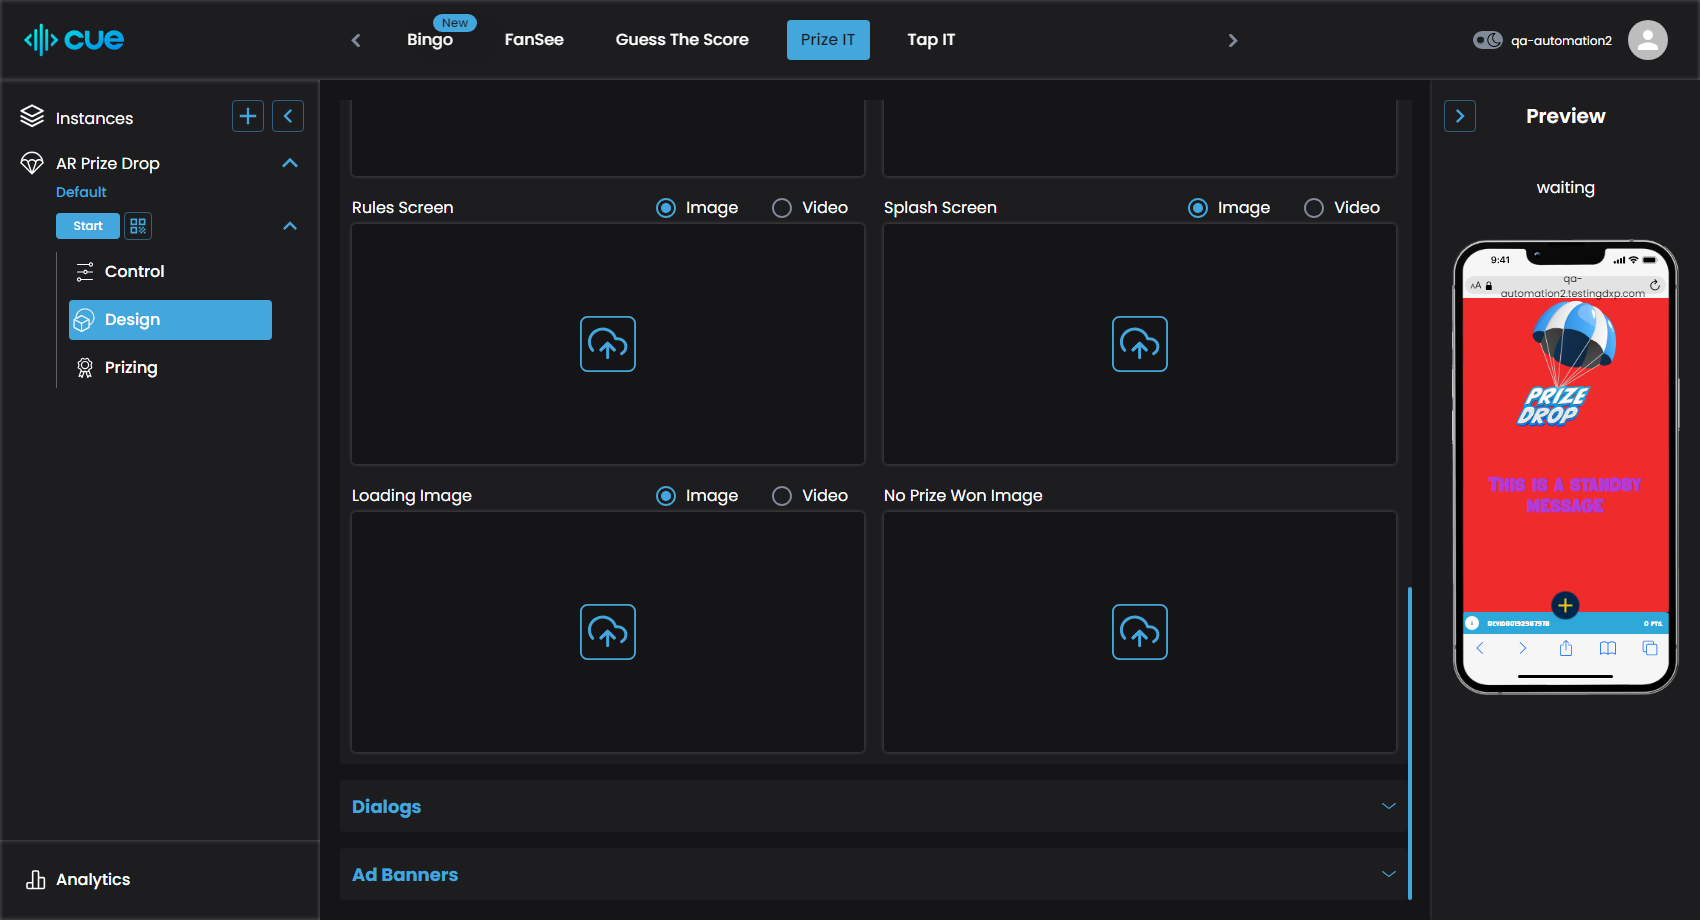 cue
New
Bingo
FanSee
Guess The Score
Prize IT
Tap IT
qa-automation2
Instances
AR Prize Drop
Default
Start
Control
Design
Prizing
Analytics
Rules Screen
Image
Video
Splash Screen
Image
Video
Loading Image
Image
Video
No Prize Won Image
Dialogs
Ad Banners
Preview
waiting
9:41
AA
qa-
automation2.testingdxp.com
PRIZE
DROP
THIS IS A STANDBY
MESSAGE
0 PTS.